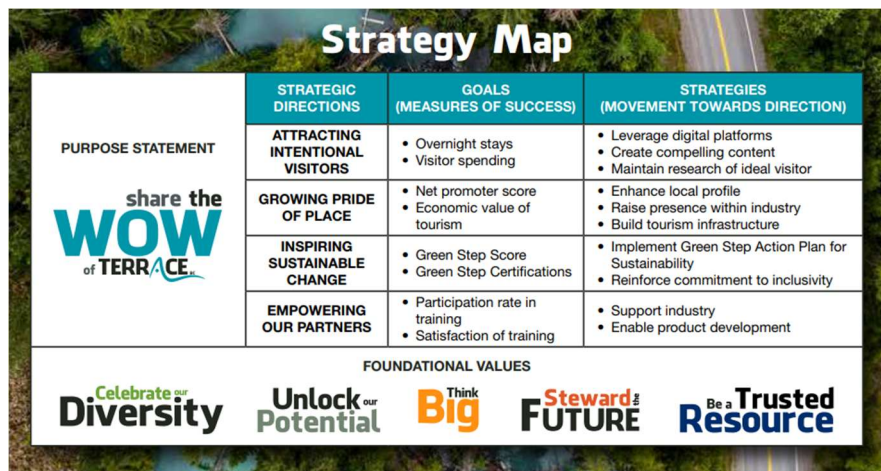 Strategy Map
PURPOSE STATEMENT
share the
WOW
of TERRACE
STRATEGIC
DIRECTIONS
GOALS
(MEASURES OF SUCCESS)
STRATEGIES
(MOVEMENT TOWARDS DIRECTION)
ATTRACTING
INTENTIONAL
VISITORS
• Overnight stays
• Visitor spending
• Leverage digital platforms
• Create compelling content
• Maintain research of ideal visitor
GROWING PRIDE
OF PLACE
• Net promoter score
• Economic value of
tourism
• Enhance local profile
• Raise presence within industry
• Build tourism infrastructure
INSPIRING
SUSTAINABLE
CHANGE
• Green Step Score
• Green Step Certifications
• Implement Green Step Action Plan for
Sustainability
• Reinforce commitment to inclusivity
EMPOWERING
OUR PARTNERS
• Participation rate in
training
• Satisfaction of training
• Support industry
• Enable product development
FOUNDATIONAL VALUES
Celebrate our
Diversity
Unlock our
Potential
Think
Big
Steward the
FUTURE
Be a Trusted
Resource